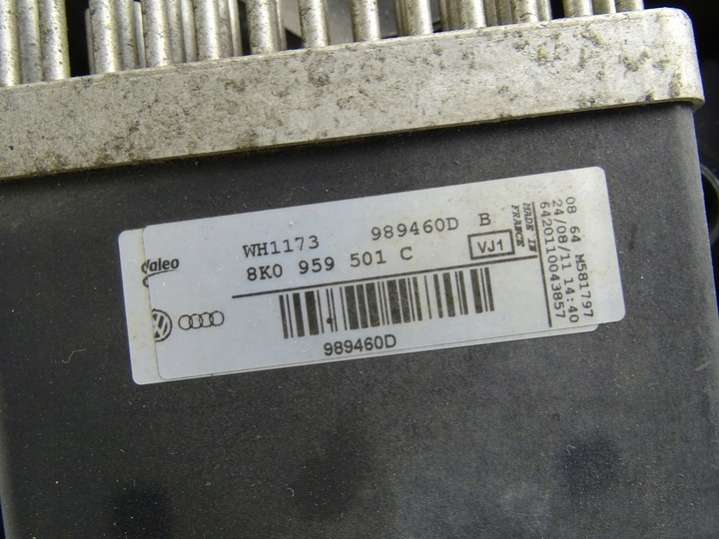 Valeo
WH1173 989460D B
8K0 959 501 C VJ1
989460D
MADE IN
FRANCE
08 64 M581797
24/08/11 14:40
6420110043857